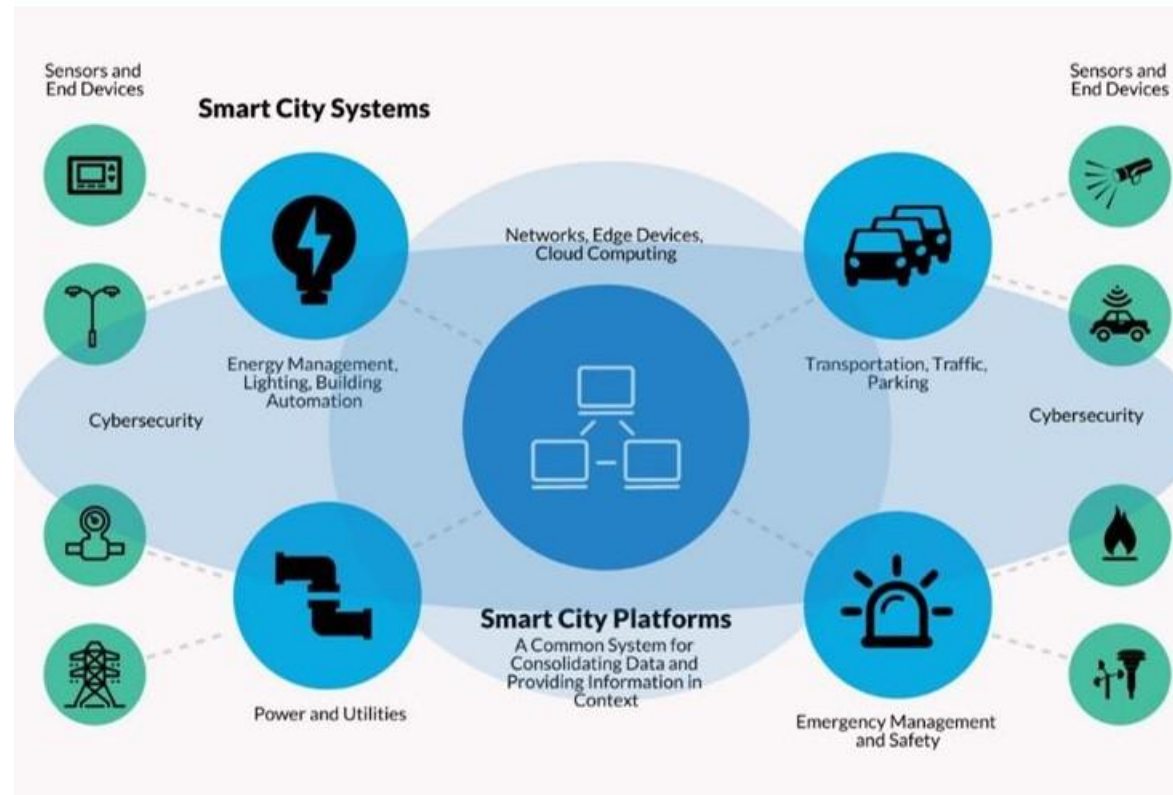 Sensors and
End Devices
Smart City Systems
Sensors and
End Devices
Networks, Edge Devices,
Cloud Computing
Energy Management,
Lighting, Building
Automation
Transportation, Traffic,
Parking
Cybersecurity
Cybersecurity
Smart City Platforms
A Common System for
Consolidating Data and
Providing Information in
Context
Power and Utilities
Emergency Management
and Safety